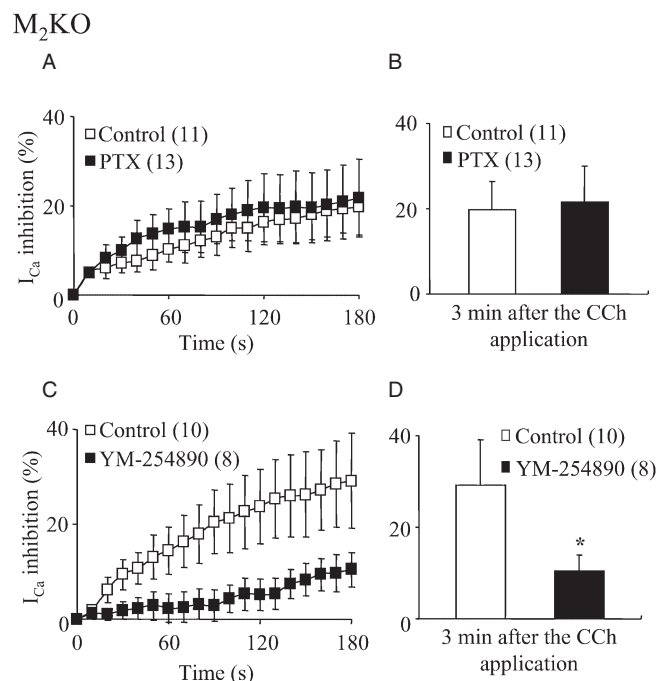 M₂KO
A
I_Ca inhibition (%)
40
20
0
Control (11)
PTX (13)
0 60 120 180
Time (s)
B
40
20
0
Control (11)
PTX (13)
3 min after the CCh
application
C
I_Ca inhibition (%)
40
20
0
Control (10)
YM-254890 (8)
0 60 120 180
Time (s)
D
40
20
0
Control (10)
YM-254890 (8)
*
3 min after the CCh
application